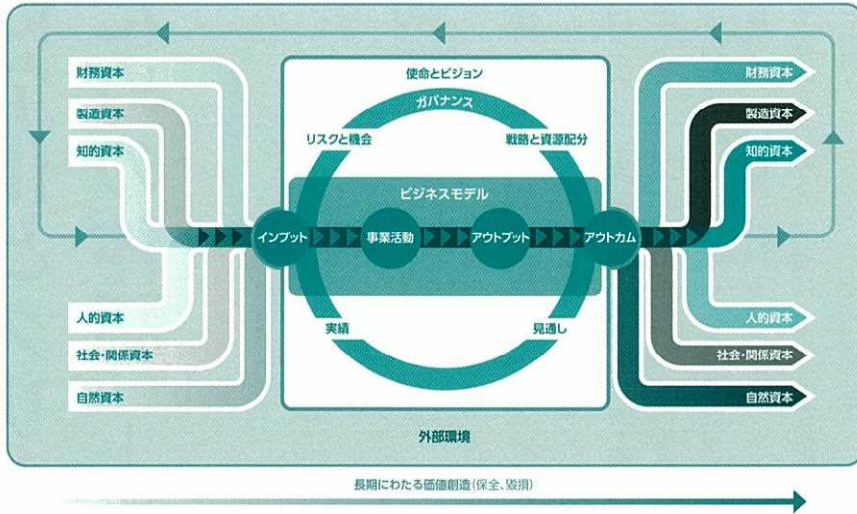 財務資本
製造資本
知的資本
人的資本
社会・関係資本
自然資本
使命とビジョン
ガバナンス
リスクと機会
戦略と資源配分
ビジネスモデル
インプット
事業活動
アウトプット
アウトカム
実績
見通し
財務資本
製造資本
知的資本
人的資本
社会・関係資本
自然資本
外部環境
長期にわたる価値創造(保全、毀損)